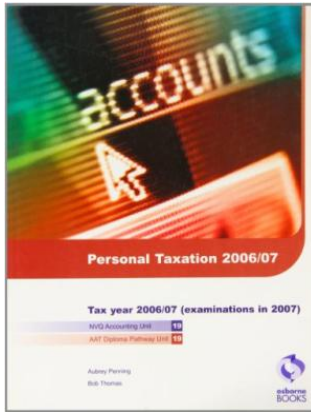 accounts
Personal Taxation 2006/07
Tax year 2006/07 (examinations in 2007)
NVQ Accounting Unit 19
AAT Diploma Pathway Unit 19
Aubrey Penning
Bob Thomas
osborne
BOOKS